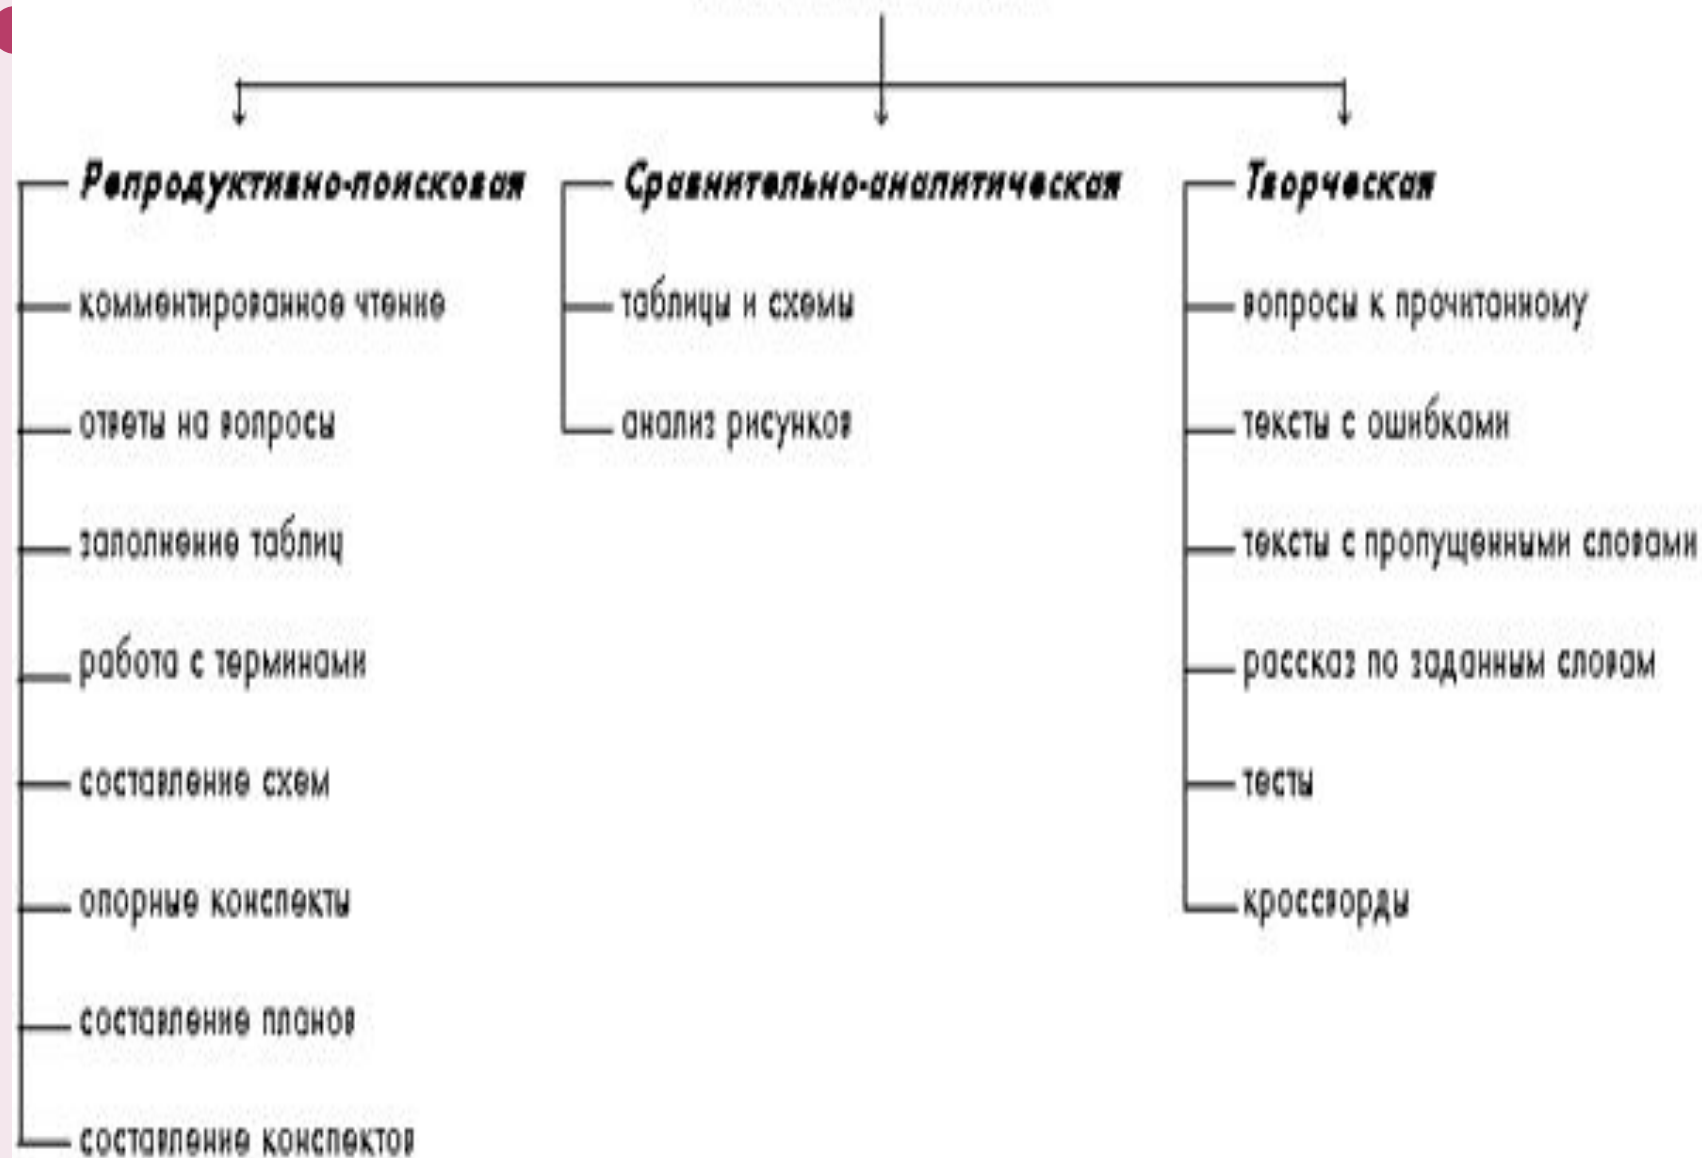 Репродуктивно-поисковая
комментированное чтение
ответы на вопросы
заполнение таблиц
работа с терминами
составление схем
опорные конспекты
составление планов
составление конспектов
Сравнительно-аналитическая
таблицы и схемы
анализ рисунков
Творческая
вопросы к прочитанному
тексты с ошибками
тексты с пропущенными словами
рассказ по заданным словам
тесты
кроссворды